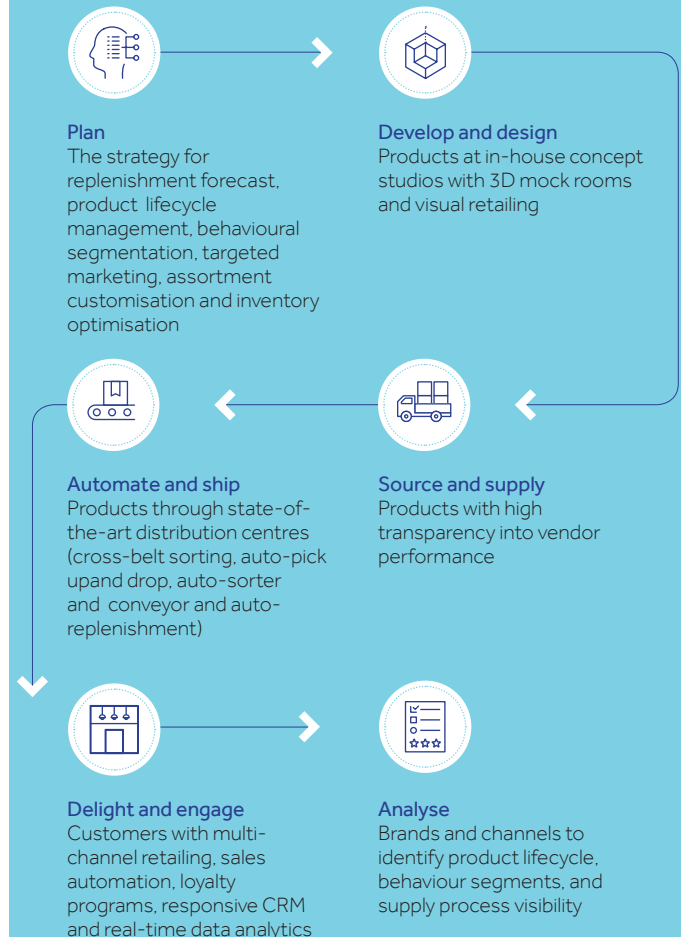 Plan
The strategy for
replenishment forecast,
product lifecycle
management, behavioural
segmentation, targeted
marketing, assortment
customisation and inventory
optimisation
Develop and design
Products at in-house concept
studios with 3D mock rooms
and visual retailing
Source and supply
Products with high
transparency into vendor
performance
Automate and ship
Products through state-of-
the-art distribution centres
(cross-belt sorting, auto-pick
upand drop, auto-sorter
and conveyor and auto-
replenishment)
Delight and engage
Customers with multi-
channel retailing, sales
automation, loyalty
programs, responsive CRM
and real-time data analytics
Analyse
Brands and channels to
identify product lifecycle,
behaviour segments, and
supply process visibility